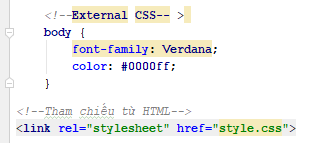 <!--External CSS-- >
body {
font-family: Verdana;
color: #0000ff;
}
<!--Tham chiếu từ HTML-->
<link rel="stylesheet" href="style.css">